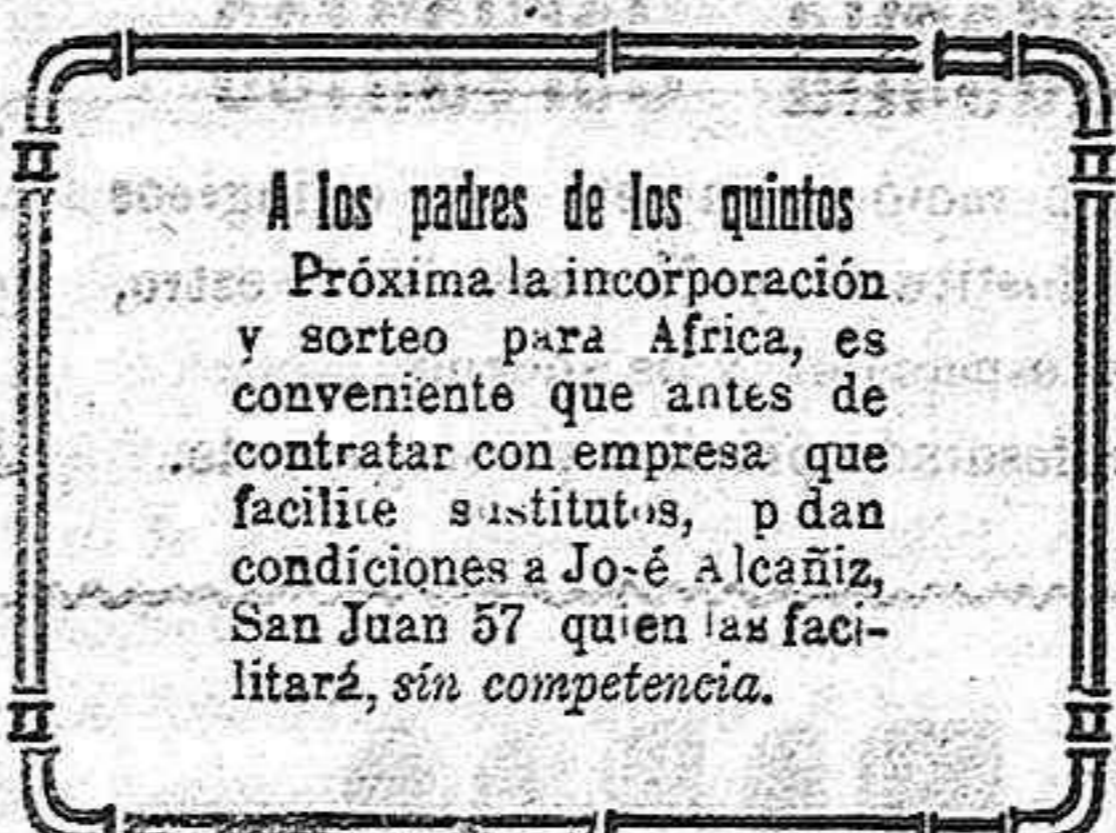 A los padres de los quintos
Próxima la incorporación
y sorteo para Africa, es
conveniente que antes de
contratar con empresa que
facilite sustitutos, pidan
condiciones a José Alcañiz,
San Juan 57 quien las faci-
litará, sin competencia.